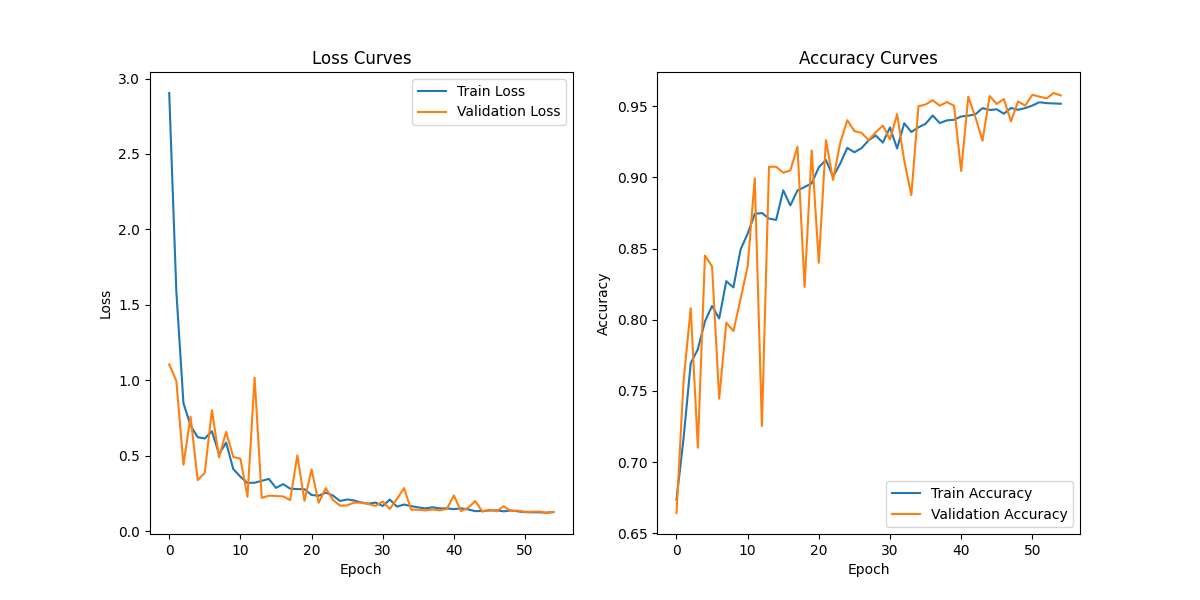 Loss Curves
3.0
2.5
2.0
1.5
1.0
0.5
0.0
Loss
0 10 20 30 40 50
Epoch
Train Loss
Validation Loss
Accuracy Curves
0.95
0.90
0.85
0.80
0.75
0.70
0.65
Accuracy
0 10 20 30 40 50
Epoch
Train Accuracy
Validation Accuracy